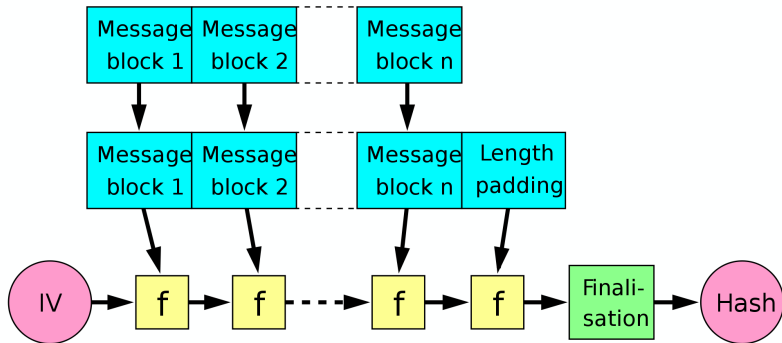 Message
block 1
Message
block 2
Message
block n
Message
block 1
Message
block 2
Message
block n
Length
padding
IV
f
f
f
f
Finali-
sation
Hash